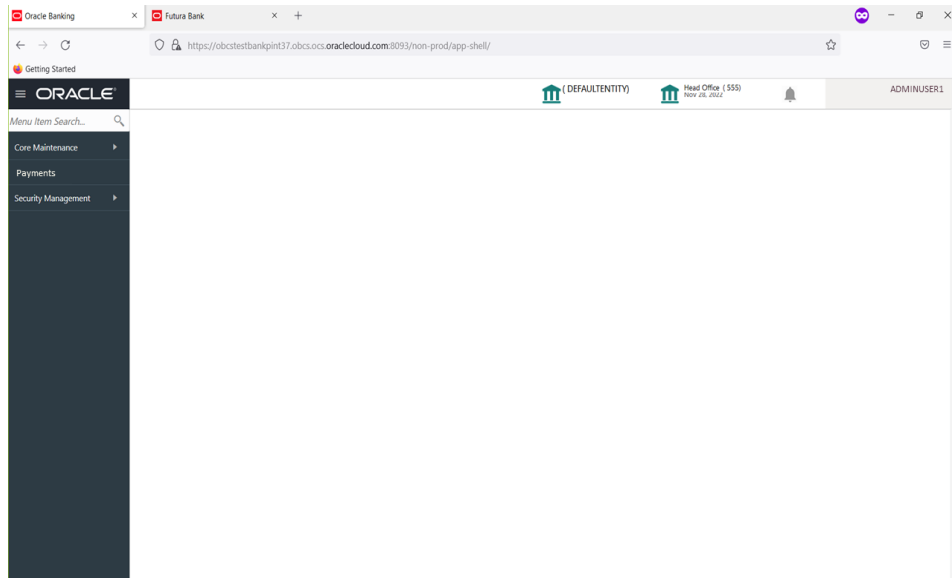 Oracle Banking
Futura Bank
https://obcstestbankpint37.obcs.ocs.oraclecloud.com:8093/non-prod/app-shell/
Getting Started
ORACLE
( DEFAULTENTITY)
Head Office ( 555)
Nov 28, 2022
ADMINUSER1
Menu Item Search...
Core Maintenance
Payments
Security Management